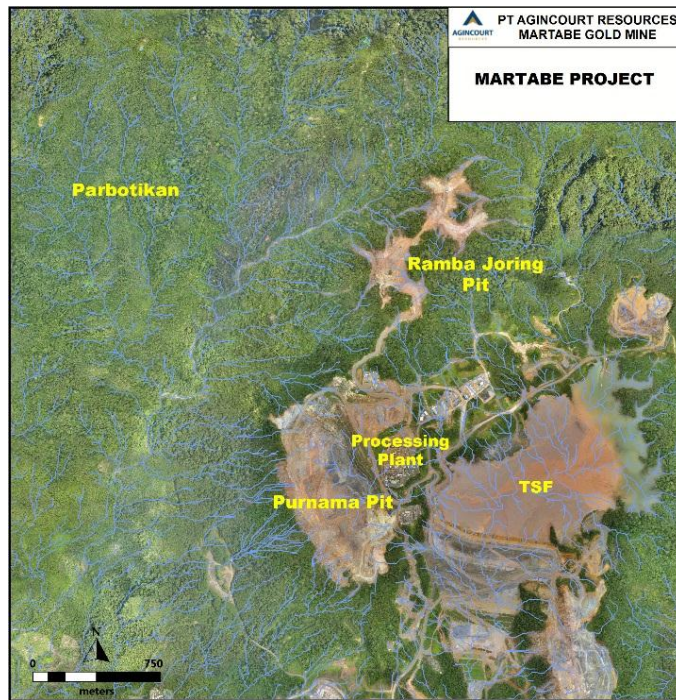 AGINCOURT
RESOURCES
PT AGINCOURT RESOURCES
MARTABE GOLD MINE
MARTABE PROJECT
Parbotikan
Ramba Joring
Pit
Processing
Plant
Purnama Pit
TSF
N
0 750
meters